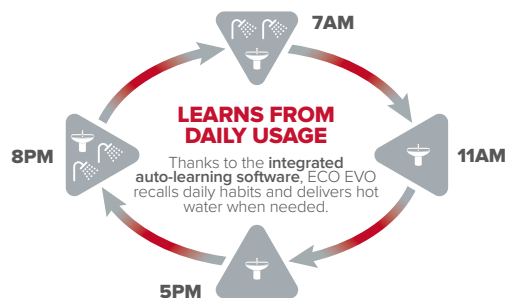 7AM
LEARNS FROM
DAILY USAGE
Thanks to the integrated
auto-learning software, ECO EVO
recalls daily habits and delivers hot
water when needed.
8PM
11AM
5PM